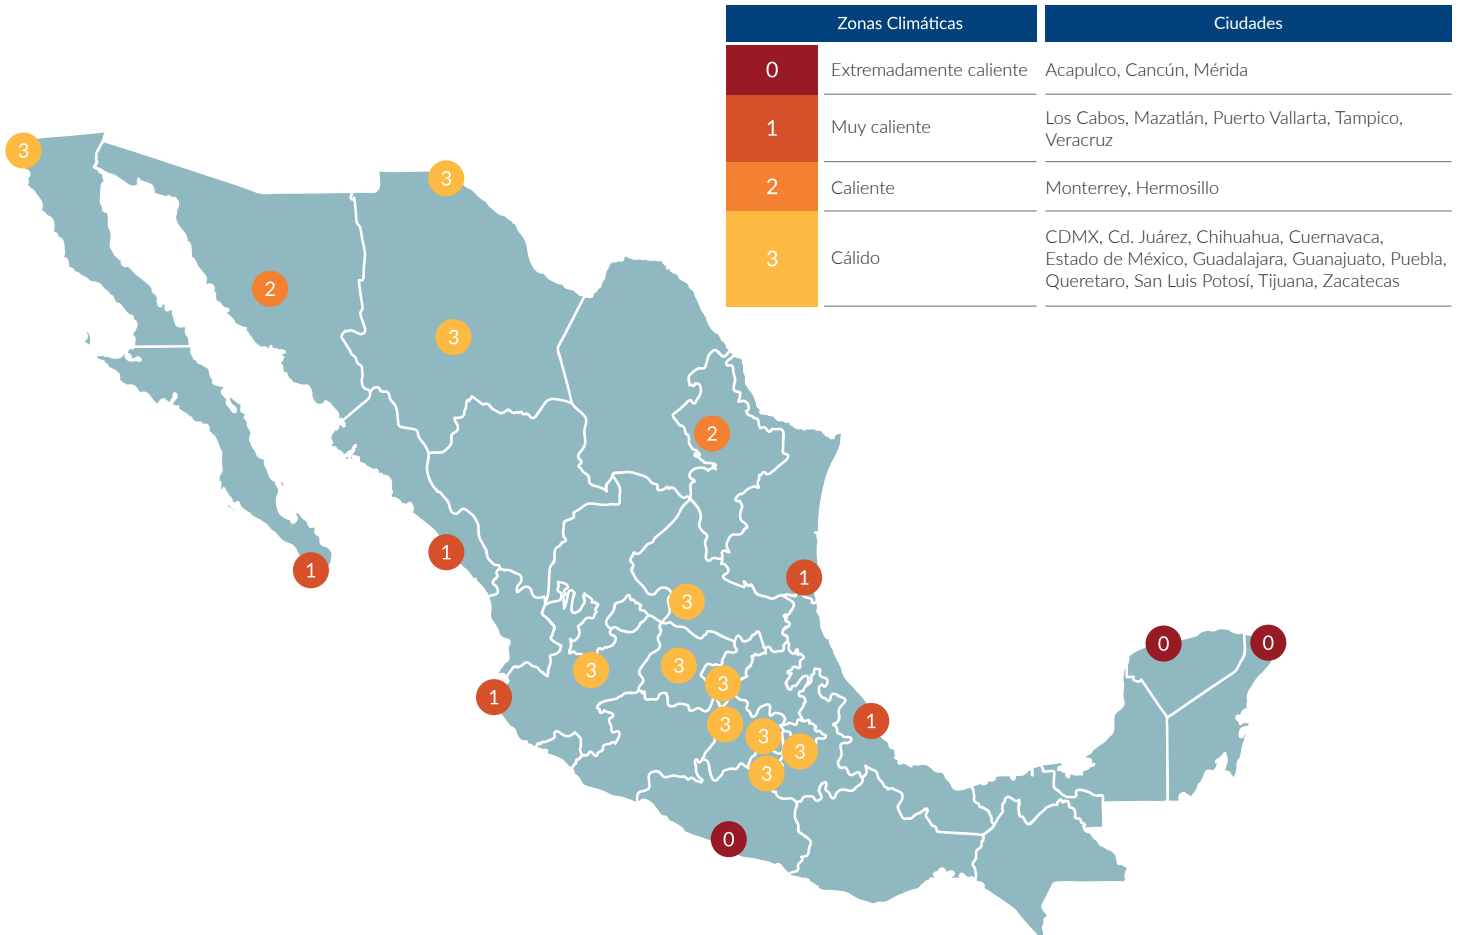 Zonas Climáticas
Ciudades
0
Extremadamente caliente
Acapulco, Cancún, Mérida
1
Muy caliente
Los Cabos, Mazatlán, Puerto Vallarta, Tampico,
Veracruz
2
Caliente
Monterrey, Hermosillo
3
Cálido
CDMX, Cd. Juárez, Chihuahua, Cuernavaca,
Estado de México, Guadalajara, Guanajuato, Puebla,
Queretaro, San Luis Potosí, Tijuana, Zacatecas
3
3
2
3
2
1
1
1
3
0
0
3
3
3
1
1
3
3
3
3
0